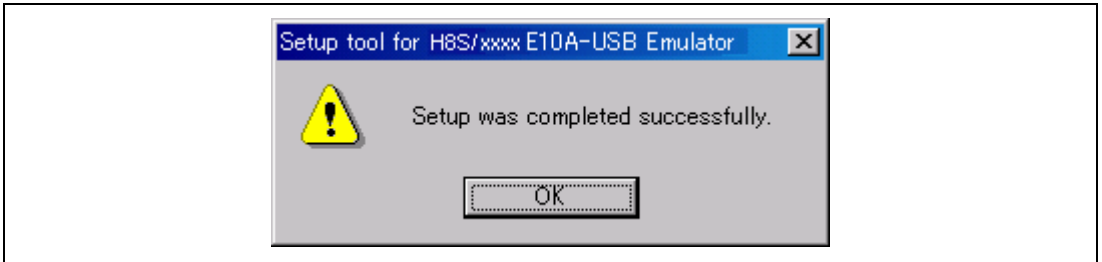 Setup tool for H8S/xxxx E10A-USB Emulator
Setup was completed successfully.
OK